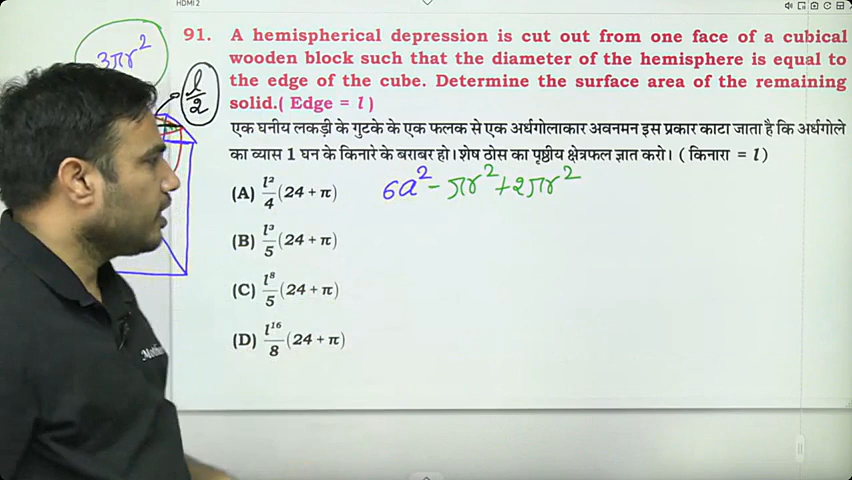 HDMI 2
3πr²
l/2
91. A hemispherical depression is cut out from one face of a cubical
wooden block such that the diameter of the hemisphere is equal to
the edge of the cube. Determine the surface area of the remaining
solid.( Edge = l )
एक घनीय लकड़ी के गुटके के एक फलक से एक अर्धगोलाकार अवनमन इस प्रकार काटा जाता है कि अर्धगोले
का व्यास 1 घन के किनारे के बराबर हो। शेष ठोस का पृष्ठीय क्षेत्रफल ज्ञात करो। ( किनारा = l )
(A) l²/4 (24 + π) 6a² - πr² + 2πr²
(B) l³/5 (24 + π)
(C) l⁸/5 (24 + π)
(D) l¹⁶/8 (24 + π)